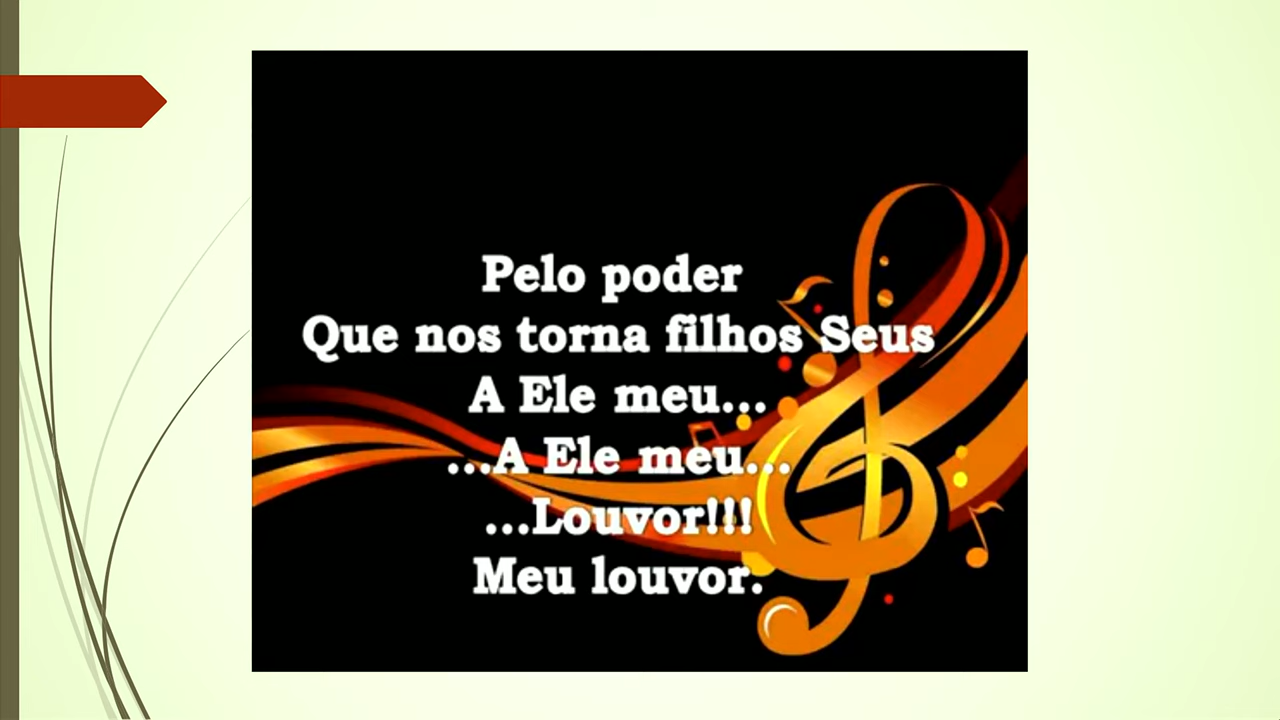 Pelo poder
Que nos torna filhos Seus
A Ele meu...
...A Ele meu...
...Louvor!!!
Meu louvor.